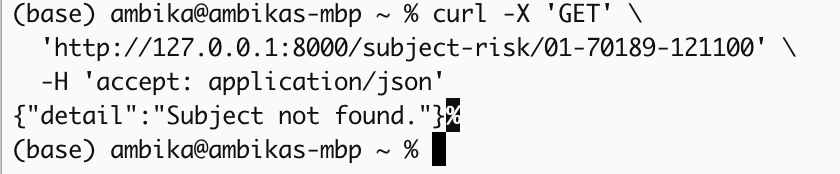 (base) ambika@ambikas-mbp ~ % curl -X 'GET' \
  'http://127.0.0.1:8000/subject-risk/01-70189-121100' \
  -H 'accept: application/json'
{"detail":"Subject not found."}%
(base) ambika@ambikas-mbp ~ %